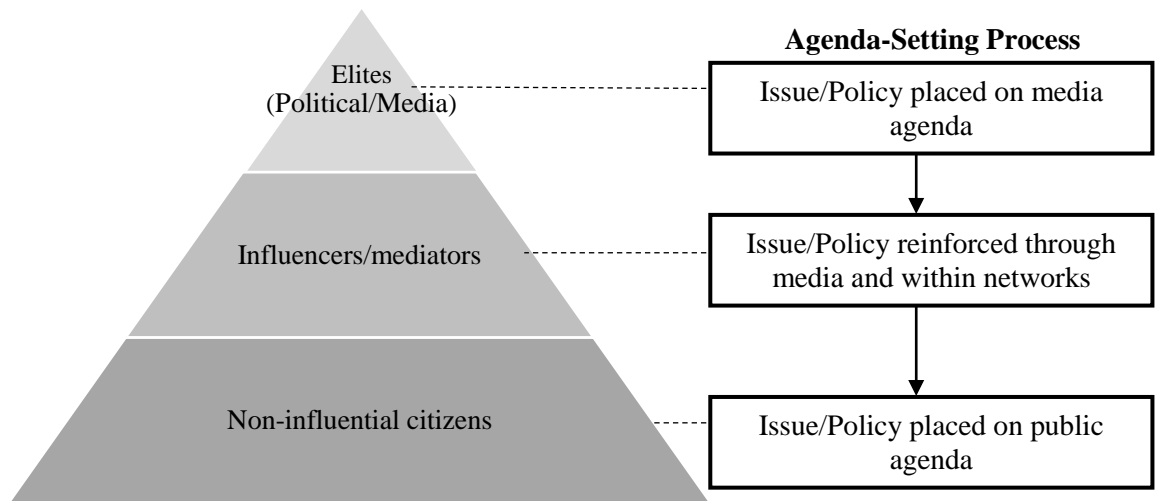 Agenda-Setting Process
Elites
(Political/Media)
Issue/Policy placed on media
agenda
Influencers/mediators
Issue/Policy reinforced through
media and within networks
Non-influential citizens
Issue/Policy placed on public
agenda